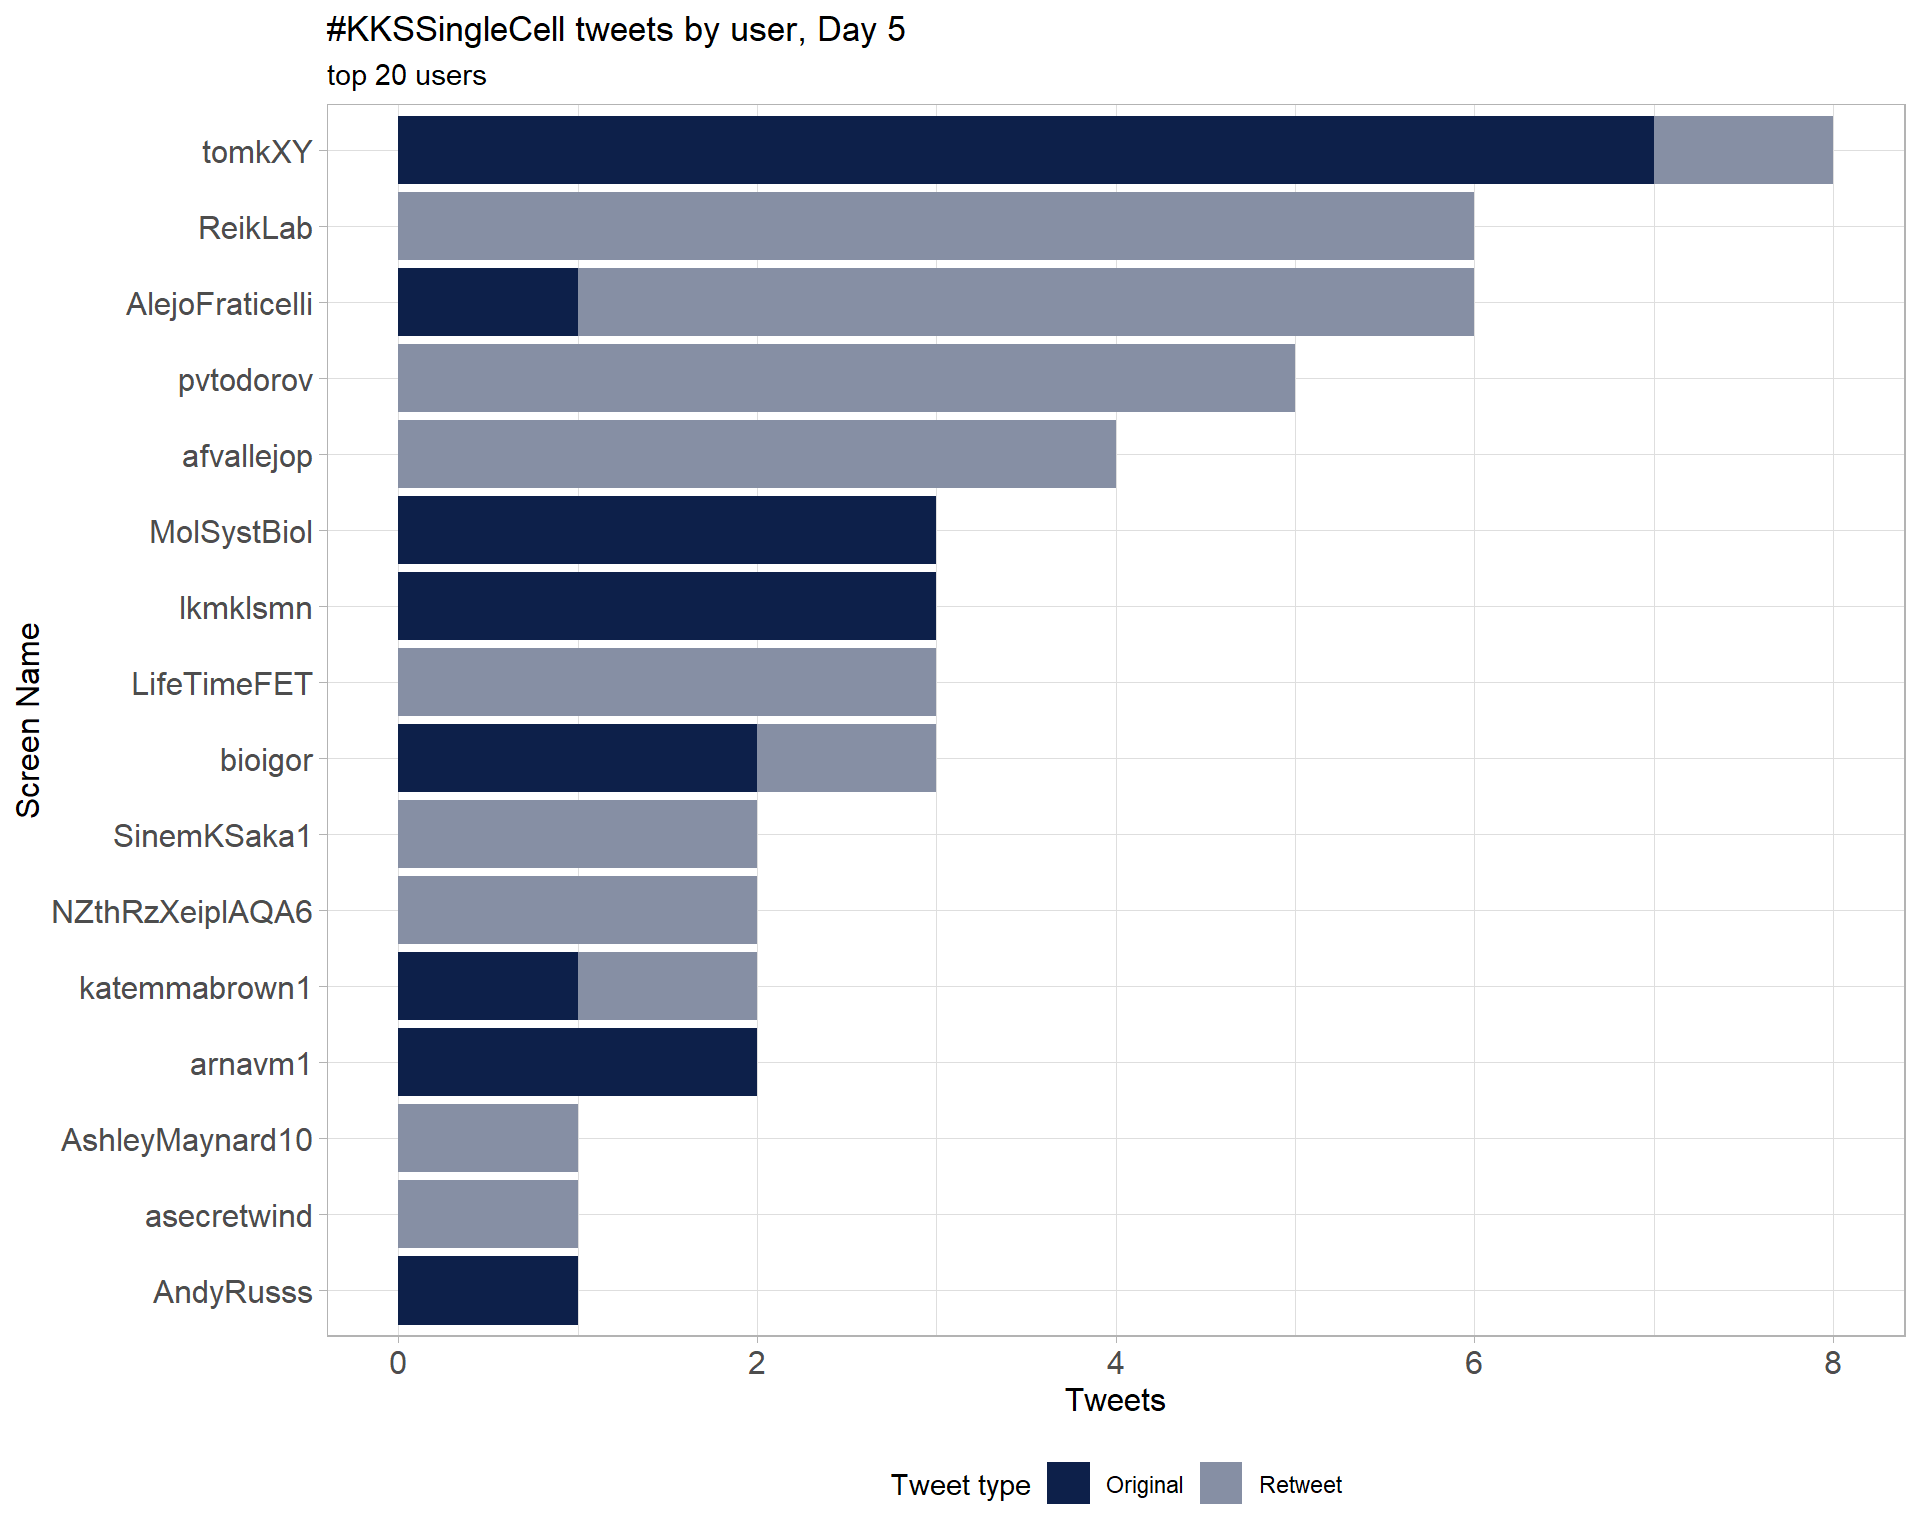 #KKSSingleCell tweets by user, Day 5
top 20 users
Screen Name
tomkXY
ReikLab
AlejoFraticelli
pvtodorov
afvallejop
MolSystBiol
lkmklsmn
LifeTimeFET
bioigor
SinemKSaka1
NZthRzXeiplAQA6
katemmabrown1
arnavm1
AshleyMaynard10
asecretwind
AndyRusss
0 2 4 6 8
Tweets
Tweet type Original Retweet